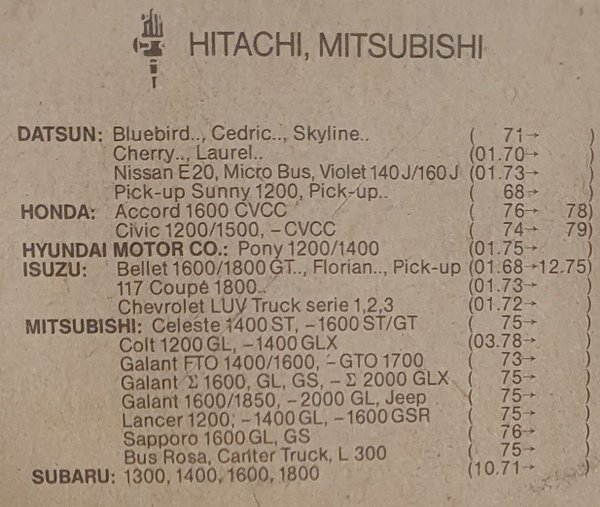 HITACHI, MITSUBISHI
DATSUN: Bluebird.., Cedric.., Skyline.. ( 71→ )
Cherry.., Laurel.. (01.70→ )
Nissan E20, Micro Bus, Violet 140J/160J (01.73→ )
Pick-up Sunny 1200, Pick-up.. ( 68→ )
HONDA: Accord 1600 CVCC ( 76→ 78)
Civic 1200/1500, –CVCC ( 74→ 79)
HYUNDAI MOTOR CO.: Pony 1200/1400 (01.75→ )
ISUZU: Bellet 1600/1800 GT.., Florian.., Pick-up (01.68→12.75)
117 Coupé 1800.. (01.73→ )
Chevrolet LUV Truck serie 1,2,3 (01.72→ )
MITSUBISHI: Celeste 1400 ST, –1600 ST/GT ( 75→ )
Colt 1200 GL, –1400 GLX (03.78→ )
Galant FTO 1400/1600, –GTO 1700 ( 73→ )
Galant Σ 1600, GL, GS, –Σ 2000 GLX ( 75→ )
Galant 1600/1850, –2000 GL, Jeep ( 75→ )
Lancer 1200, –1400 GL, –1600 GSR ( 75→ )
Sapporo 1600 GL, GS ( 76→ )
Bus Rosa, Canter Truck, L 300 ( 75→ )
SUBARU: 1300, 1400, 1600, 1800 (10.71→ )